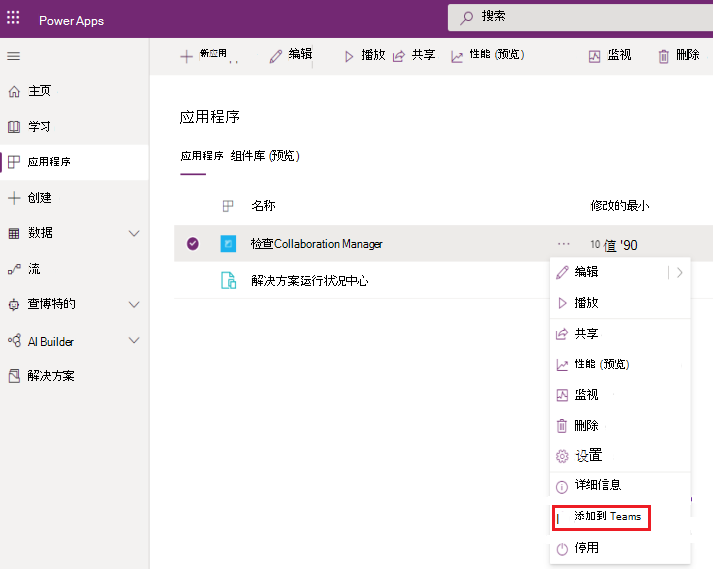 Power Apps
搜索
新应用
编辑
播放
共享
性能 (预览)
监视
删除
主页
学习
应用程序
创建
数据
流
查博特的
AI Builder
解决方案
应用程序
应用程序 组件库 (预览)
名称 修改的最小
检查Collaboration Manager ··· 10 值 '90
解决方案运行状况中心
编辑
播放
共享
性能 (预览)
监视
删除
设置
详细信息
添加到 Teams
停用